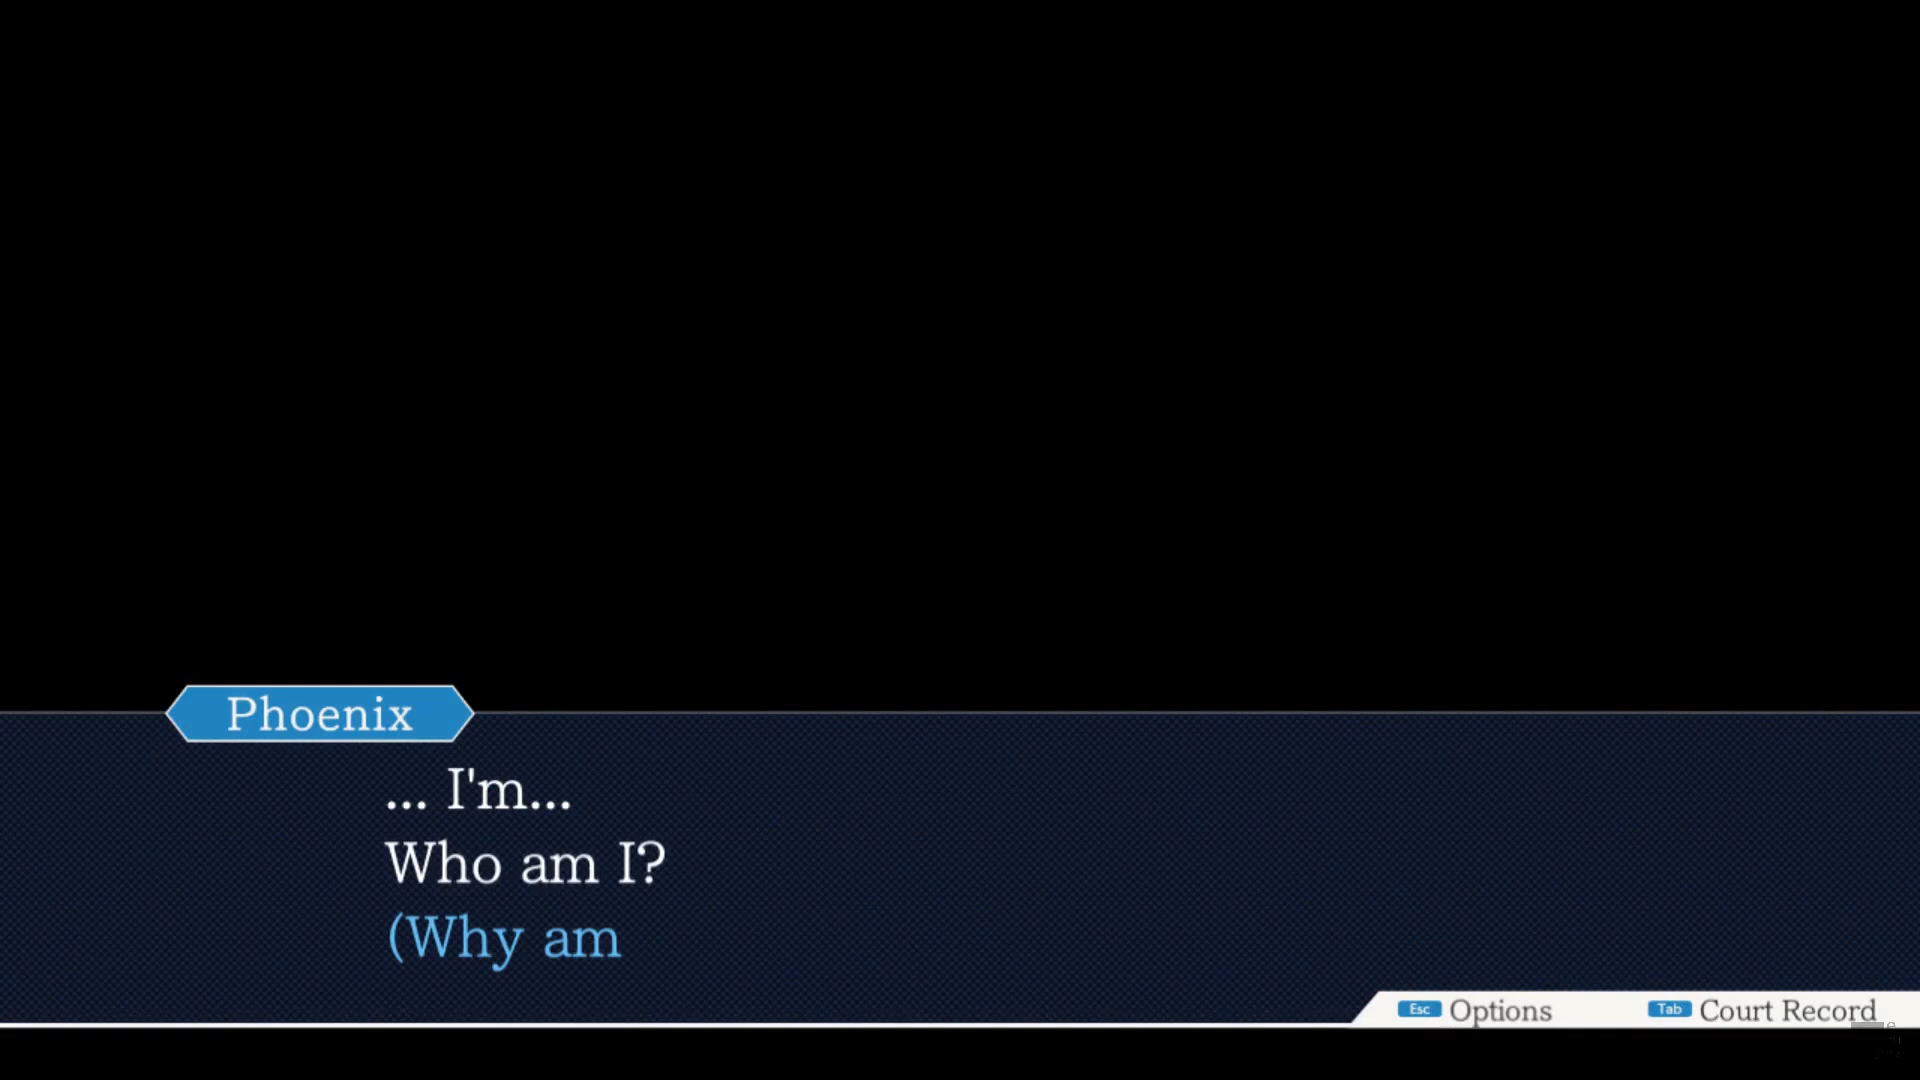 Phoenix
... I'm...
Who am I?
(Why am
Esc Options Tab Court Record